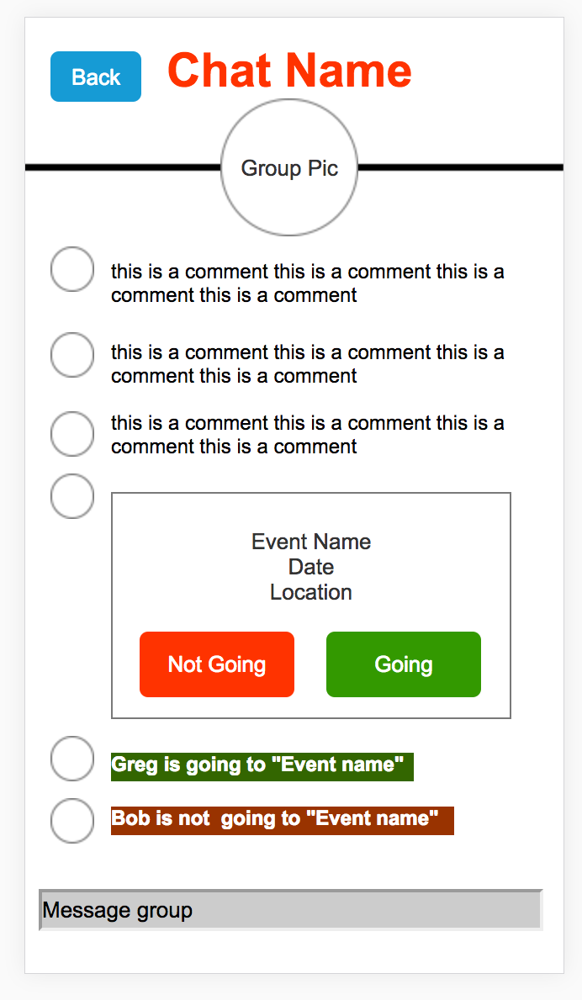 Back
Chat Name
Group Pic
this is a comment this is a comment this is a
comment this is a comment
this is a comment this is a comment this is a
comment this is a comment
this is a comment this is a comment this is a
comment this is a comment
Event Name
Date
Location
Not Going
Going
Greg is going to "Event name"
Bob is not  going to "Event name"
Message group